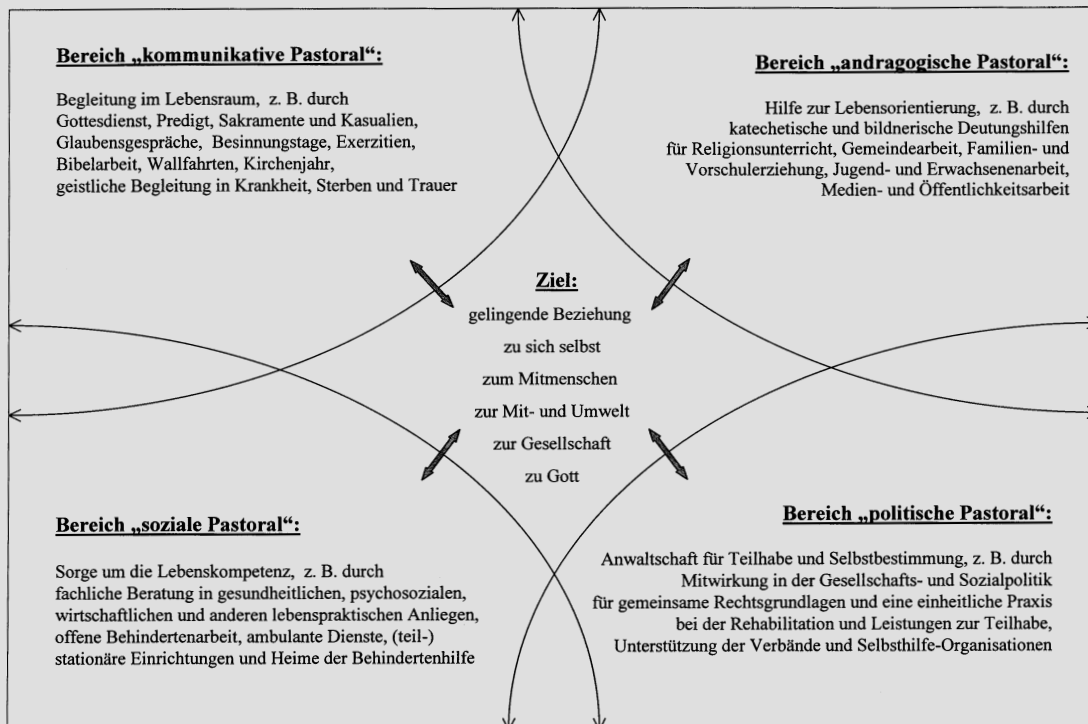 Bereich „kommunikative Pastoral“:
Begleitung im Lebensraum, z. B. durch
Gottesdienst, Predigt, Sakramente und Kasualien,
Glaubensgespräche, Besinnungstage, Exerzitien,
Bibelarbeit, Wallfahrten, Kirchenjahr,
geistliche Begleitung in Krankheit, Sterben und Trauer
Bereich „andragogische Pastoral“:
Hilfe zur Lebensorientierung, z. B. durch
katechetische und bildnerische Deutungshilfen
für Religionsunterricht, Gemeindearbeit, Familien- und
Vorschulerziehung, Jugend- und Erwachsenenarbeit,
Medien- und Öffentlichkeitsarbeit
Ziel:
gelingende Beziehung
zu sich selbst
zum Mitmenschen
zur Mit- und Umwelt
zur Gesellschaft
zu Gott
Bereich „soziale Pastoral“:
Sorge um die Lebenskompetenz, z. B. durch
fachliche Beratung in gesundheitlichen, psychosozialen,
wirtschaftlichen und anderen lebenspraktischen Anliegen,
offene Behindertenarbeit, ambulante Dienste, (teil-)
stationäre Einrichtungen und Heime der Behindertenhilfe
Bereich „politische Pastoral“:
Anwaltschaft für Teilhabe und Selbstbestimmung, z. B. durch
Mitwirkung in der Gesellschafts- und Sozialpolitik
für gemeinsame Rechtsgrundlagen und eine einheitliche Praxis
bei der Rehabilitation und Leistungen zur Teilhabe,
Unterstützung der Verbände und Selbsthilfe-Organisationen